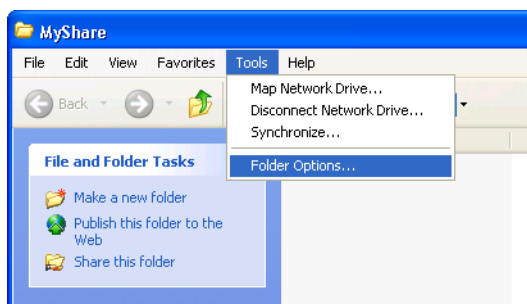 MyShare
File Edit View Favorites Tools Help
Map Network Drive...
Disconnect Network Drive...
Synchronize...
Folder Options...
Back
File and Folder Tasks
Make a new folder
Publish this folder to the
Web
Share this folder